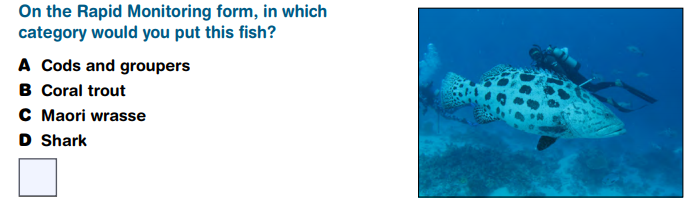 On the Rapid Monitoring form, in which
category would you put this fish?
A Cods and groupers
B Coral trout
C Maori wrasse
D Shark